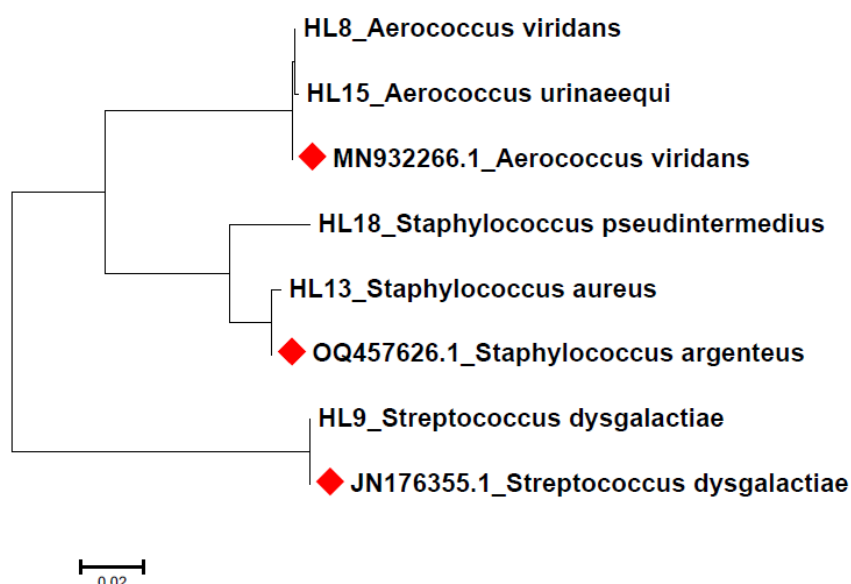 HL8_Aerococcus viridans
HL15_Aerococcus urinaeequi
MN932266.1_Aerococcus viridans
HL18_Staphylococcus pseudintermedius
HL13_Staphylococcus aureus
OQ457626.1_Staphylococcus argenteus
HL9_Streptococcus dysgalactiae
JN176355.1_Streptococcus dysgalactiae
0.02